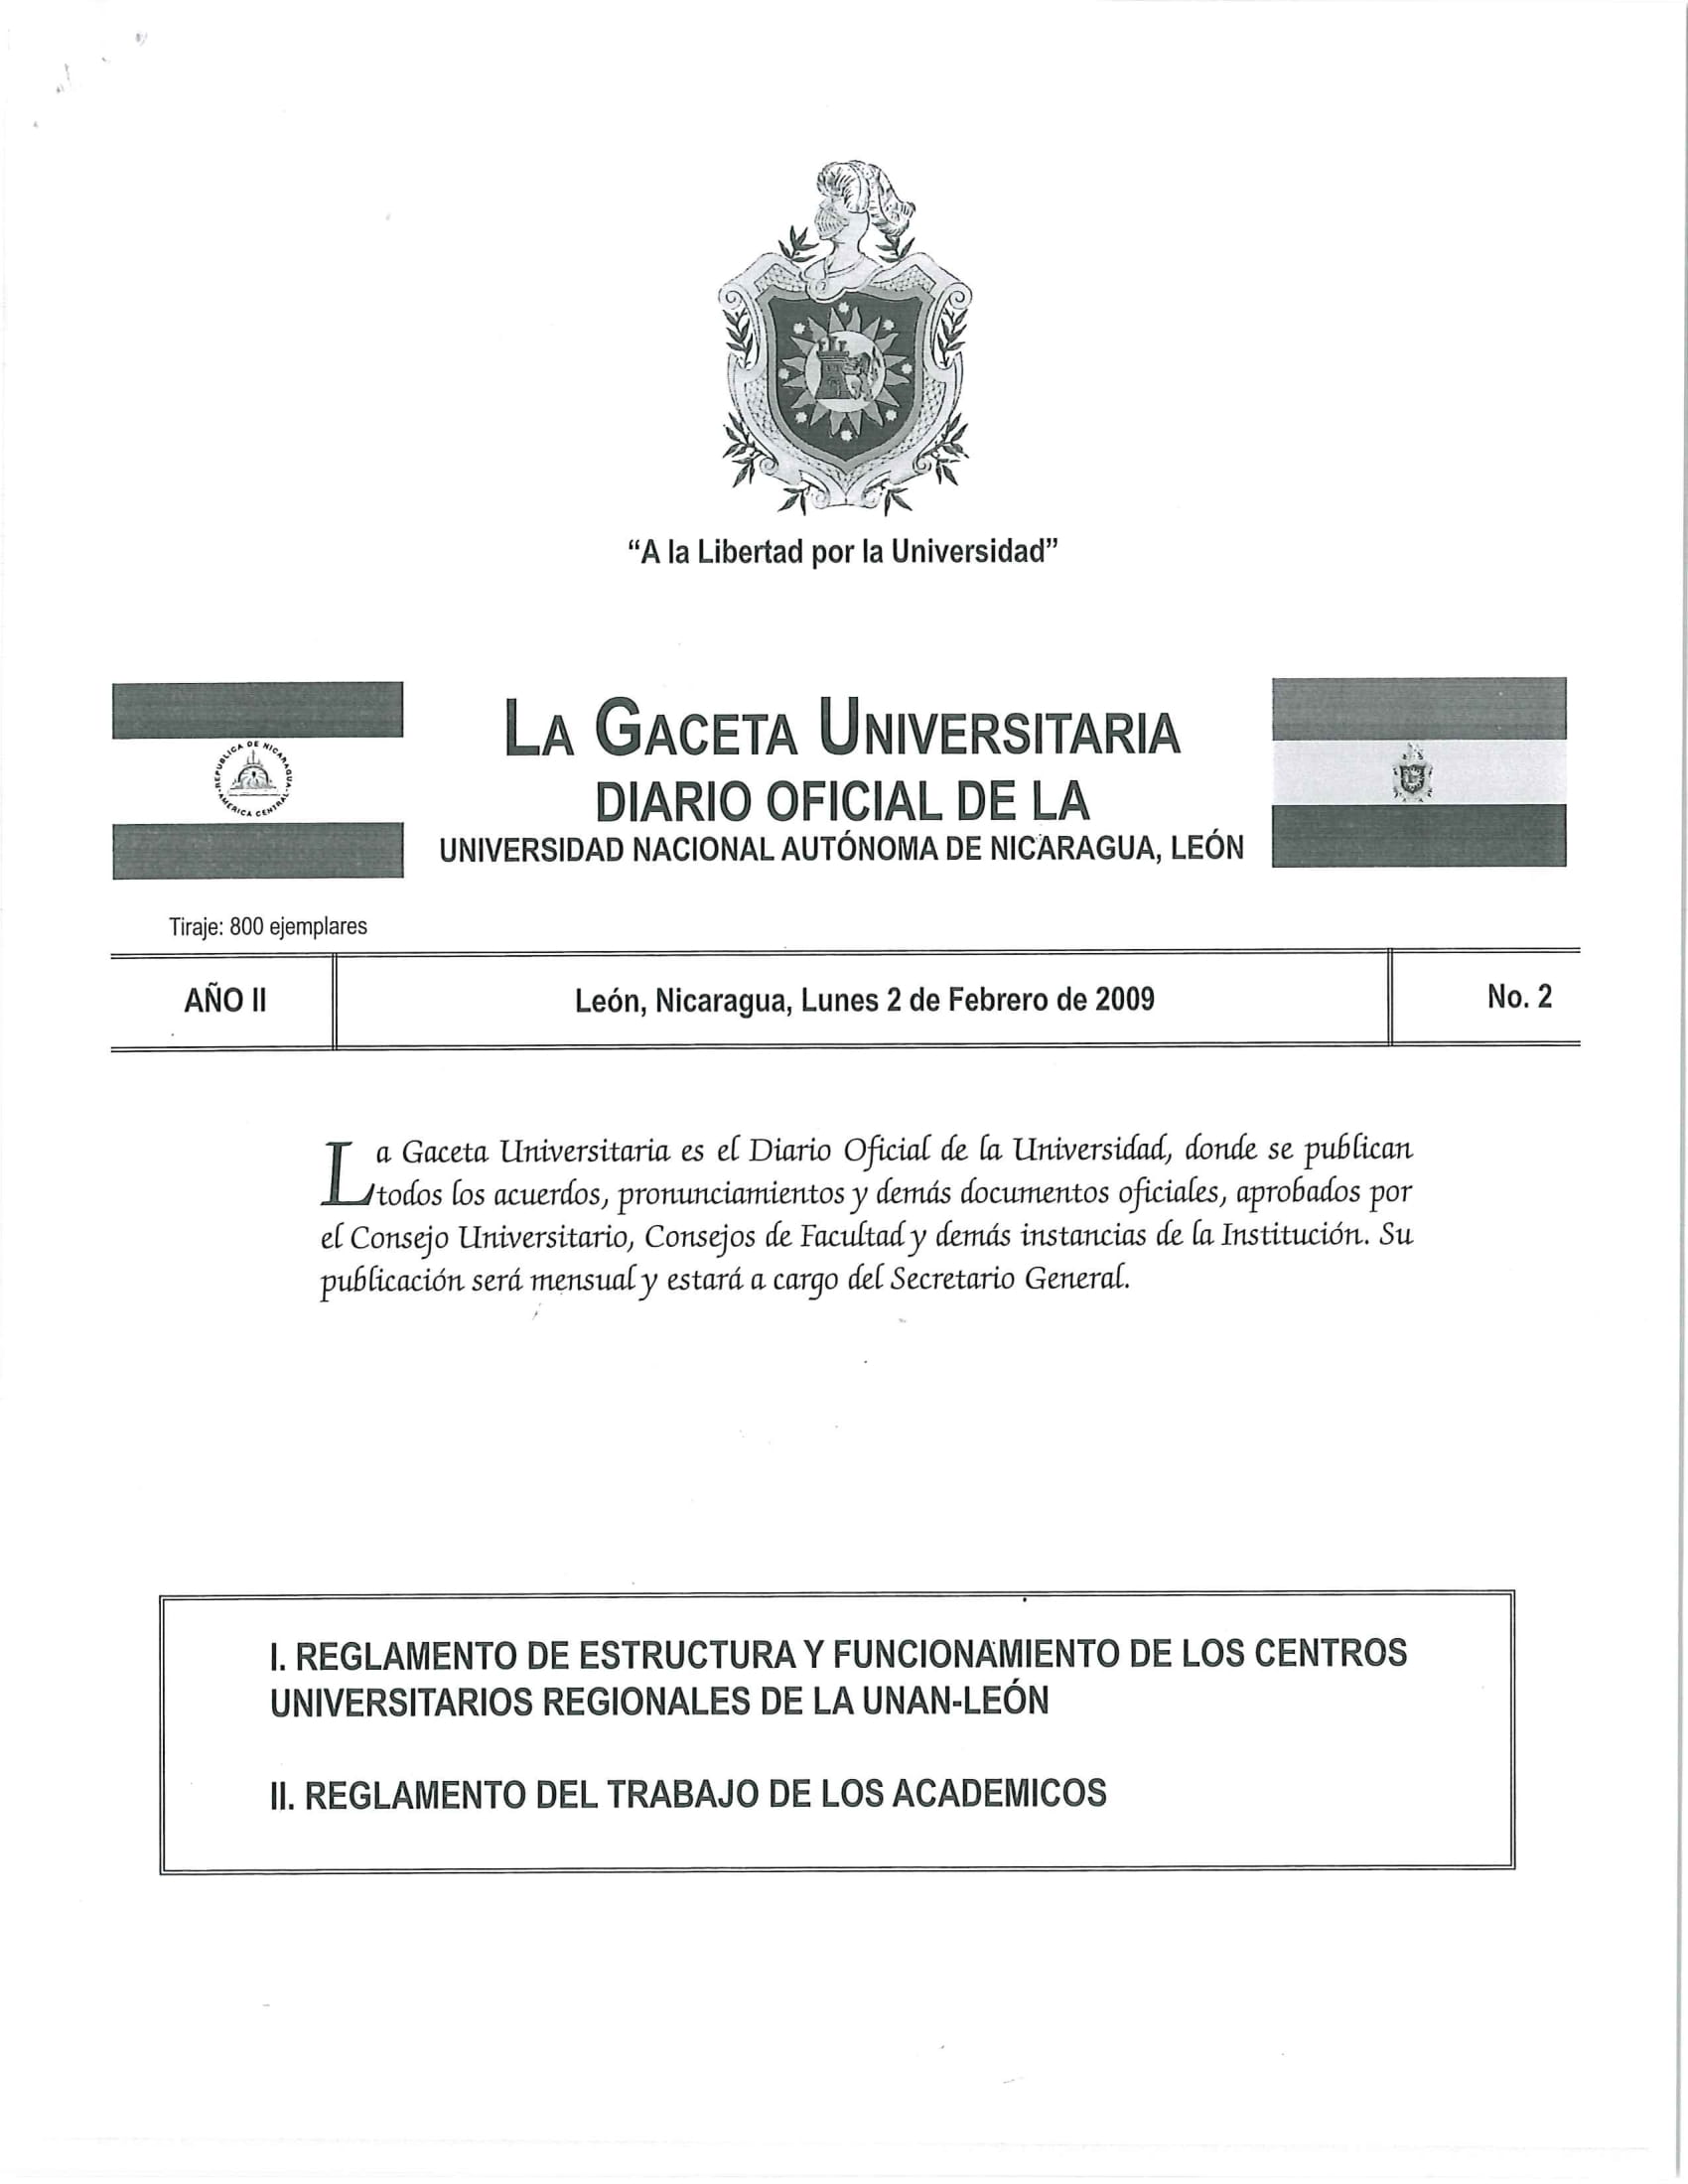 "A la Libertad por la Universidad"
LA GACETA UNIVERSITARIA
DIARIO OFICIAL DE LA
UNIVERSIDAD NACIONAL AUTÓNOMA DE NICARAGUA, LEÓN
REPUBLICA DE NICARAGUA
AMERICA CENTRAL
Tiraje: 800 ejemplares
AÑO II
León, Nicaragua, Lunes 2 de Febrero de 2009
No. 2
La Gaceta Universitaria es el Diario Oficial de la Universidad, donde se publican
todos los acuerdos, pronunciamientos y demás documentos oficiales, aprobados por
el Consejo Universitario, Consejos de Facultad y demás instancias de la Institución. Su
publicación será mensual y estará a cargo del Secretario General.
I. REGLAMENTO DE ESTRUCTURA Y FUNCIONAMIENTO DE LOS CENTROS
UNIVERSITARIOS REGIONALES DE LA UNAN-LEÓN
II. REGLAMENTO DEL TRABAJO DE LOS ACADEMICOS